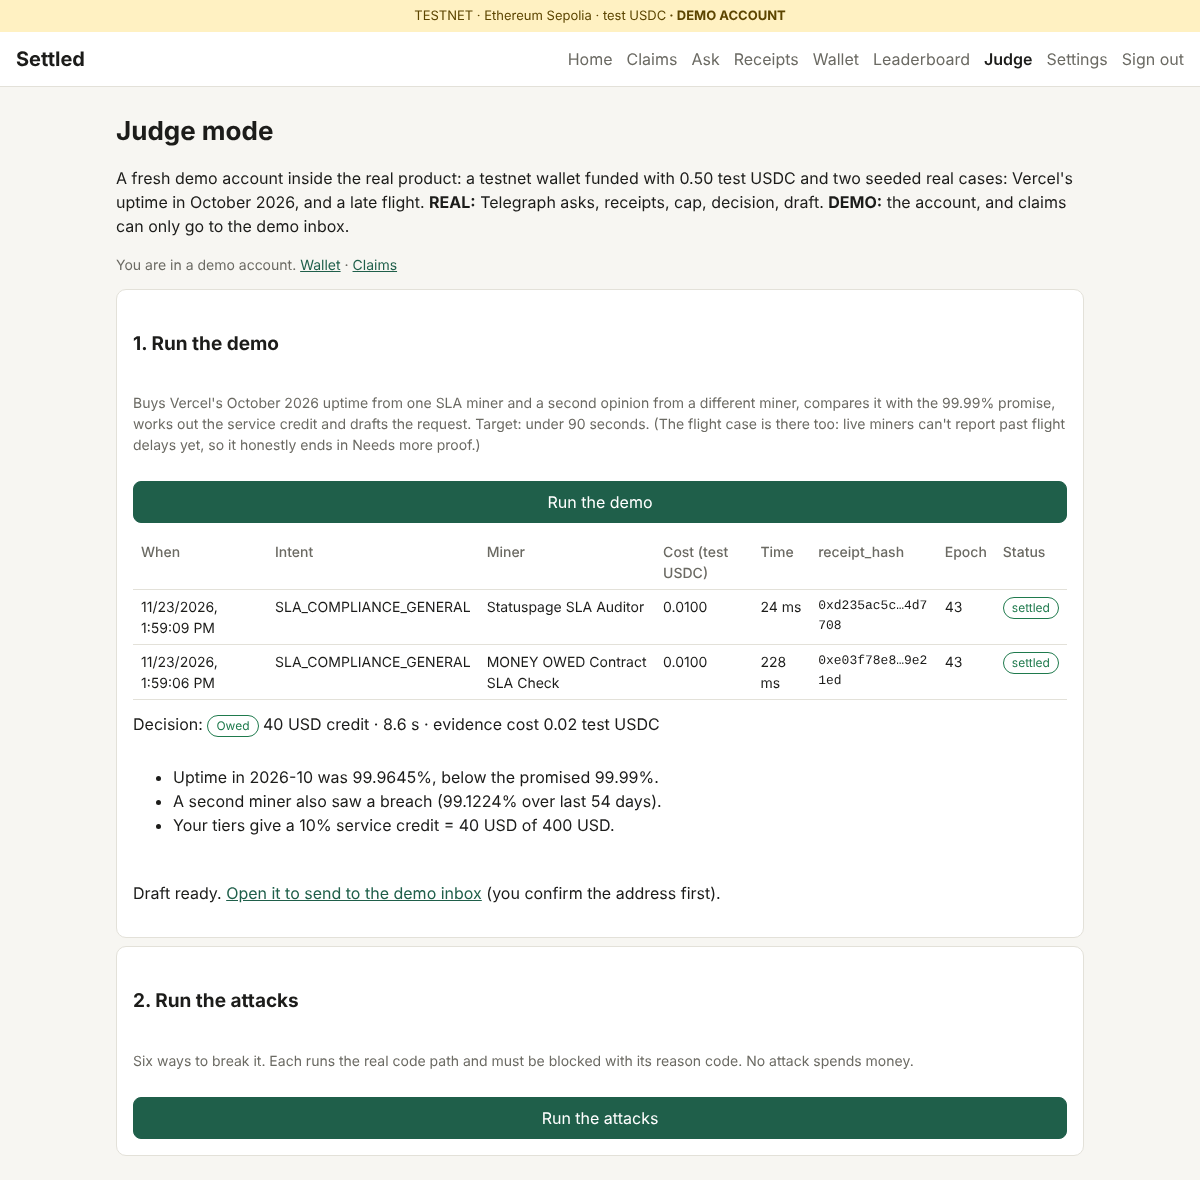 TESTNET · Ethereum Sepolia · test USDC · DEMO ACCOUNT
Settled
Home Claims Ask Receipts Wallet Leaderboard Judge Settings Sign out
Judge mode
A fresh demo account inside the real product: a testnet wallet funded with 0.50 test USDC and two seeded real cases: Vercel's
uptime in October 2026, and a late flight. REAL: Telegraph asks, receipts, cap, decision, draft. DEMO: the account, and claims
can only go to the demo inbox.
You are in a demo account. Wallet · Claims
1. Run the demo
Buys Vercel's October 2026 uptime from one SLA miner and a second opinion from a different miner, compares it with the 99.99% promise,
works out the service credit and drafts the request. Target: under 90 seconds. (The flight case is there too: live miners can't report past flight
delays yet, so it honestly ends in Needs more proof.)
Run the demo
When Intent Miner Cost (test USDC) Time receipt_hash Epoch Status
11/23/2026, 1:59:09 PM SLA_COMPLIANCE_GENERAL Statuspage SLA Auditor 0.0100 24 ms 0xd235ac5c…4d7708 43 settled
11/23/2026, 1:59:06 PM SLA_COMPLIANCE_GENERAL MONEY OWED Contract SLA Check 0.0100 228 ms 0xe03f78e8…9e21ed 43 settled
Decision: Owed 40 USD credit · 8.6 s · evidence cost 0.02 test USDC
• Uptime in 2026-10 was 99.9645%, below the promised 99.99%.
• A second miner also saw a breach (99.1224% over last 54 days).
• Your tiers give a 10% service credit = 40 USD of 400 USD.
Draft ready. Open it to send to the demo inbox (you confirm the address first).
2. Run the attacks
Six ways to break it. Each runs the real code path and must be blocked with its reason code. No attack spends money.
Run the attacks